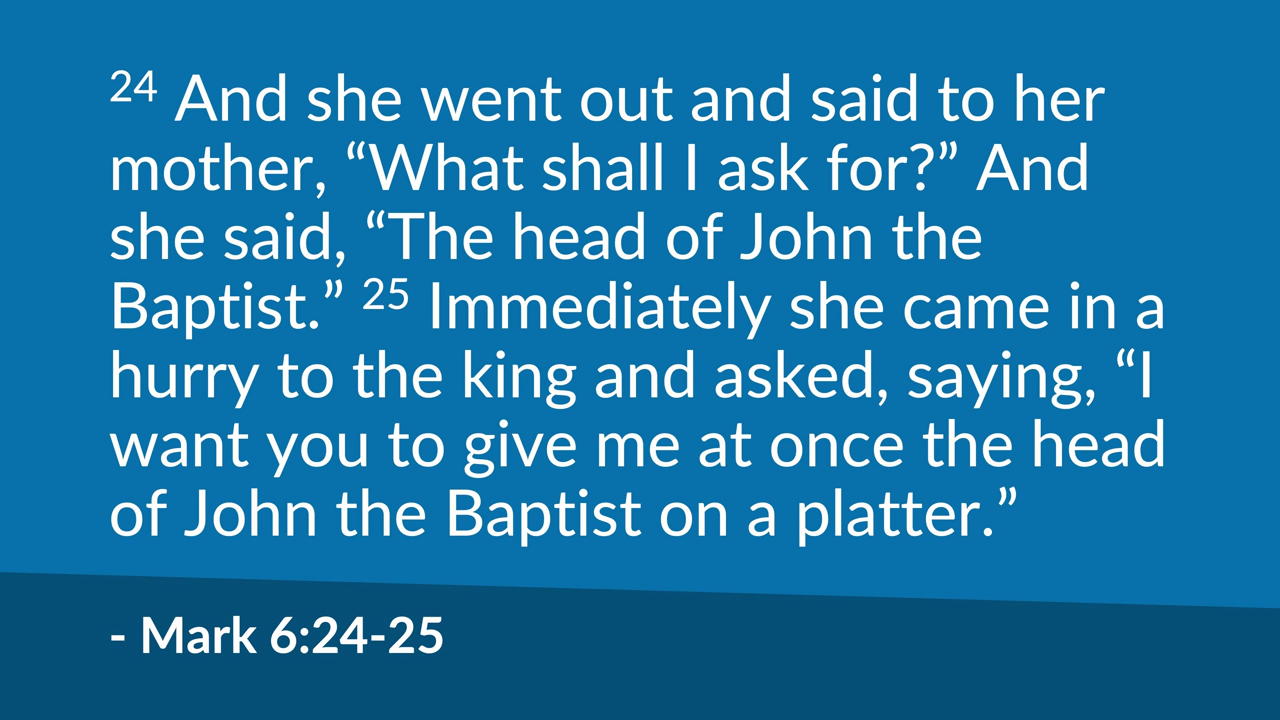 24 And she went out and said to her
mother, “What shall I ask for?” And
she said, “The head of John the
Baptist.” 25 Immediately she came in a
hurry to the king and asked, saying, “I
want you to give me at once the head
of John the Baptist on a platter.”
- Mark 6:24-25